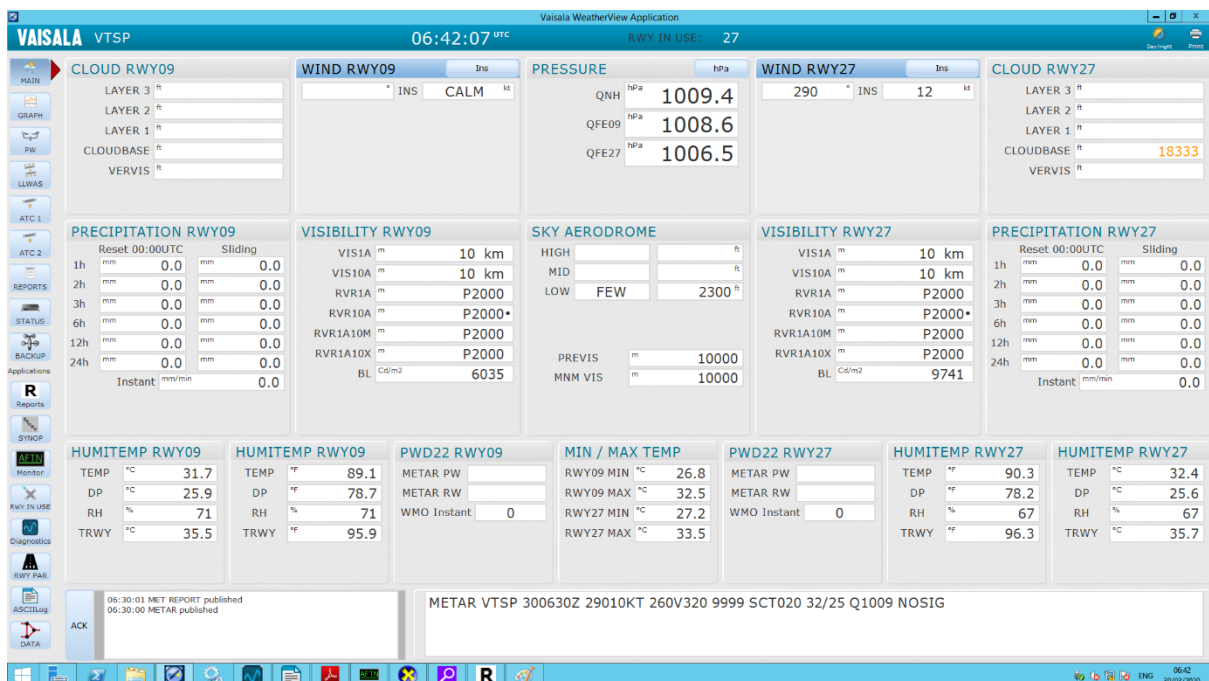 Vaisala WeatherView Application
VAISALA VTSP 06:42:07 UTC RWY IN USE: 27 Day/night Print
MAIN
GRAPH
PW
LLWAS
ATC 1
ATC 2
REPORTS
STATUS
BACKUP
Applications
R
Reports
SYNOP
AFTN
Monitor
RWY IN USE
Diagnostics
RWY PAR
ASCIILog
DATA
CLOUD RWY09
LAYER 3 ft
LAYER 2 ft
LAYER 1 ft
CLOUDBASE ft
VERVIS ft
WIND RWY09 Ins
° INS CALM kt
PRESSURE hPa
QNH hPa 1009.4
QFE09 hPa 1008.6
QFE27 hPa 1006.5
WIND RWY27 Ins
290 ° INS 12 kt
CLOUD RWY27
LAYER 3 ft
LAYER 2 ft
LAYER 1 ft
CLOUDBASE ft 18333
VERVIS ft
PRECIPITATION RWY09
Reset 00:00UTC Sliding
1h mm 0.0 mm 0.0
2h mm 0.0 mm 0.0
3h mm 0.0 mm 0.0
6h mm 0.0 mm 0.0
12h mm 0.0 mm 0.0
24h mm 0.0 mm 0.0
Instant mm/min 0.0
VISIBILITY RWY09
VIS1A m 10 km
VIS10A m 10 km
RVR1A m P2000
RVR10A m P2000•
RVR1A10M m P2000
RVR1A10X m P2000
BL Cd/m2 6035
SKY AERODROME
HIGH ft
MID ft
LOW FEW 2300 ft
PREVIS m 10000
MNM VIS m 10000
VISIBILITY RWY27
VIS1A m 10 km
VIS10A m 10 km
RVR1A m P2000
RVR10A m P2000•
RVR1A10M m P2000
RVR1A10X m P2000
BL Cd/m2 9741
PRECIPITATION RWY27
Reset 00:00UTC Sliding
1h mm 0.0 mm 0.0
2h mm 0.0 mm 0.0
3h mm 0.0 mm 0.0
6h mm 0.0 mm 0.0
12h mm 0.0 mm 0.0
24h mm 0.0 mm 0.0
Instant mm/min 0.0
HUMITEMP RWY09
TEMP °C 31.7
DP °C 25.9
RH % 71
TRWY °C 35.5
HUMITEMP RWY09
TEMP °F 89.1
DP °F 78.7
RH % 71
TRWY °F 95.9
PWD22 RWY09
METAR PW
METAR RW
WMO Instant 0
MIN / MAX TEMP
RWY09 MIN °C 26.8
RWY09 MAX °C 32.5
RWY27 MIN °C 27.2
RWY27 MAX °C 33.5
PWD22 RWY27
METAR PW
METAR RW
WMO Instant 0
HUMITEMP RWY27
TEMP °F 90.3
DP °F 78.2
RH % 67
TRWY °F 96.3
HUMITEMP RWY27
TEMP °C 32.4
DP °C 25.6
RH % 67
TRWY °C 35.7
ACK
06:30:01 MET REPORT published
06:30:00 METAR published
METAR VTSP 300630Z 29010KT 260V320 9999 SCT020 32/25 Q1009 NOSIG
AFTN R ENG 06:42